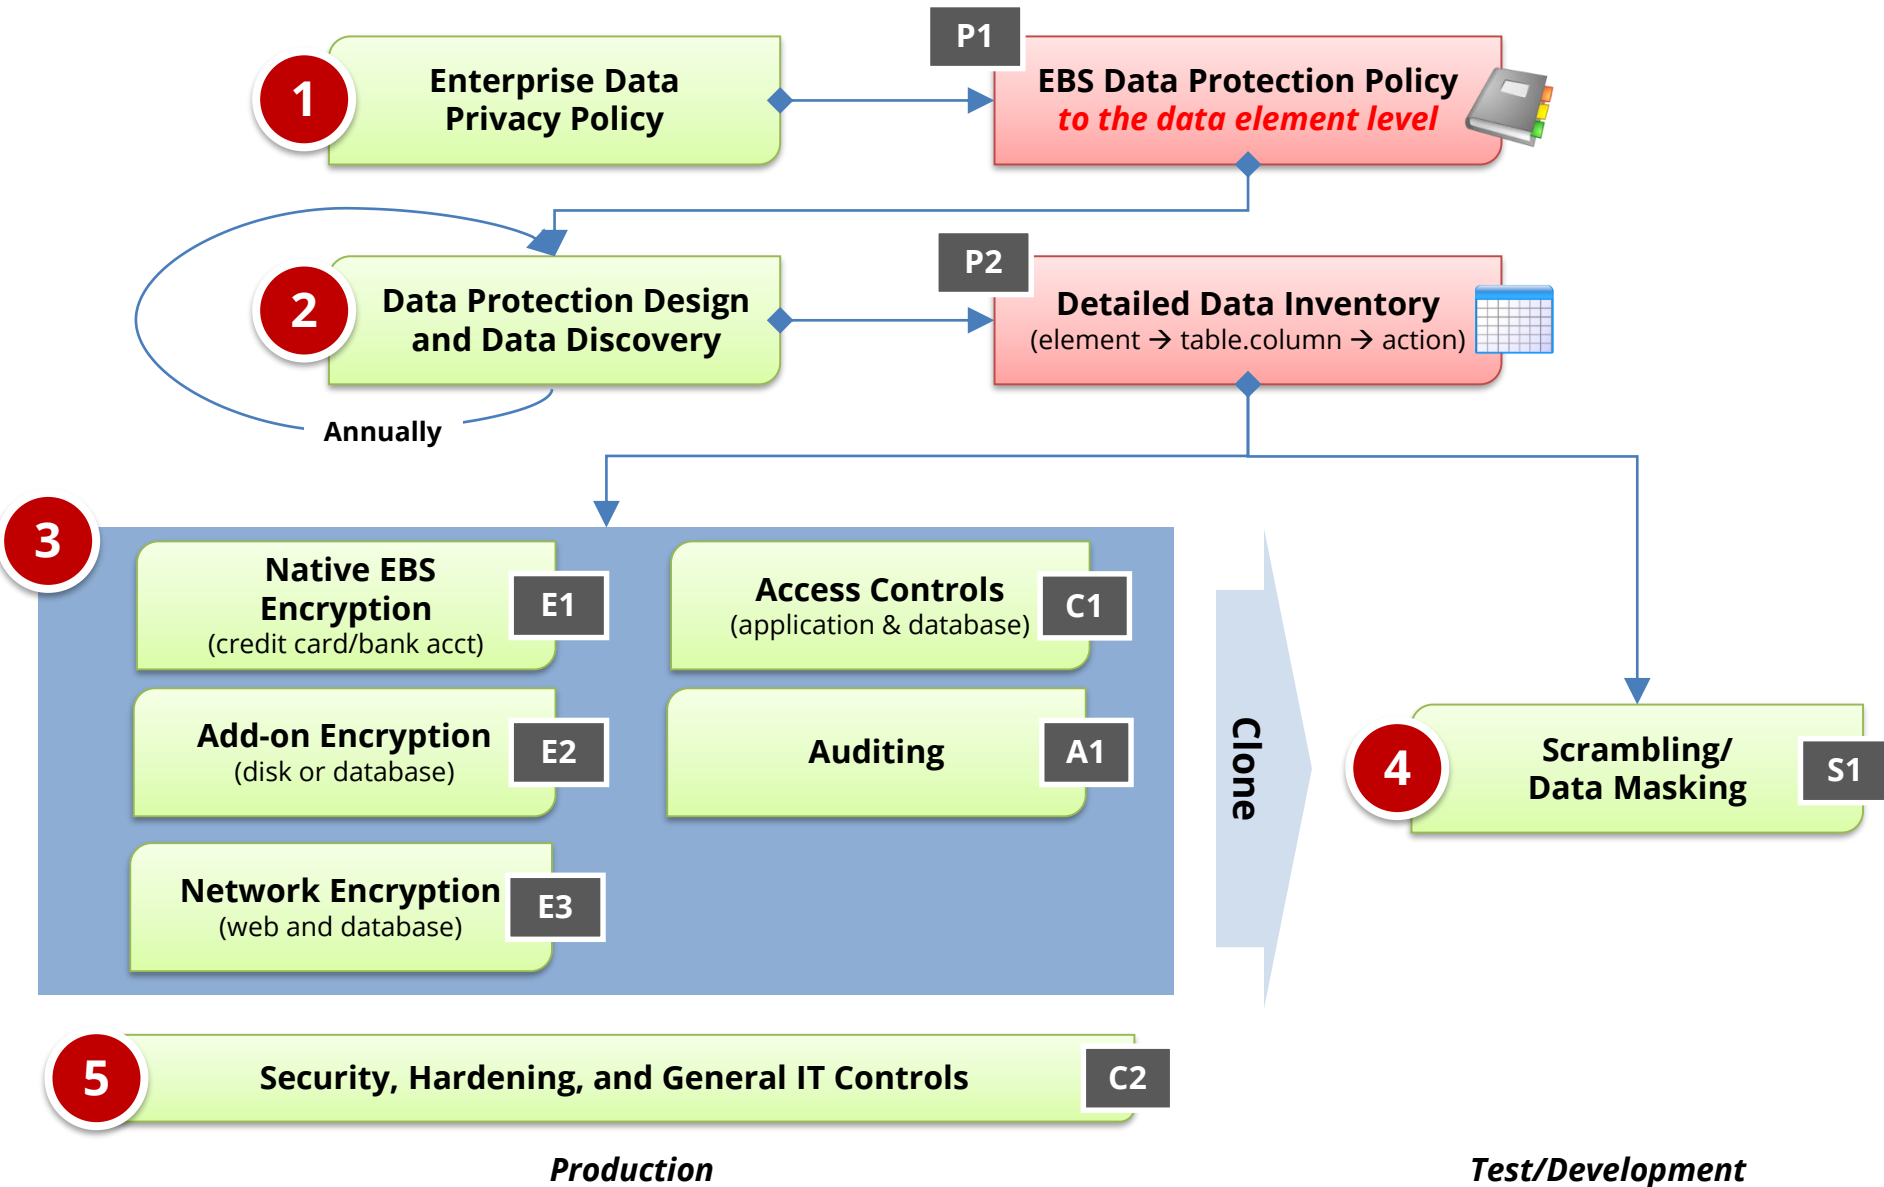 P1
1
Enterprise Data
Privacy Policy
EBS Data Protection Policy
to the data element level
P2
2
Data Protection Design
and Data Discovery
Detailed Data Inventory
(element → table.column → action)
Annually
3
Native EBS
Encryption
(credit card/bank acct)
E1
Access Controls
(application & database)
C1
Add-on Encryption
(disk or database)
E2
Auditing
A1
Network Encryption
(web and database)
E3
Clone
4
Scrambling/
Data Masking
S1
5
Security, Hardening, and General IT Controls
C2
Production
Test/Development